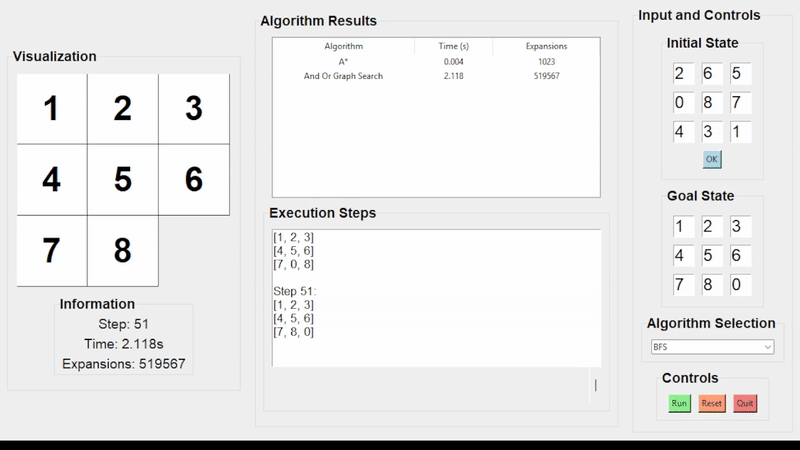 Visualization
1 2 3
4 5 6
7 8
Information
Step: 51
Time: 2.118s
Expansions: 519567
Algorithm Results
Algorithm Time (s) Expansions
A* 0.004 1023
And Or Graph Search 2.118 519567
Execution Steps
[1, 2, 3]
[4, 5, 6]
[7, 0, 8]
Step 51:
[1, 2, 3]
[4, 5, 6]
[7, 8, 0]
Input and Controls
Initial State
2 6 5
0 8 7
4 3 1
OK
Goal State
1 2 3
4 5 6
7 8 0
Algorithm Selection
BFS
Controls
Run Reset Quit